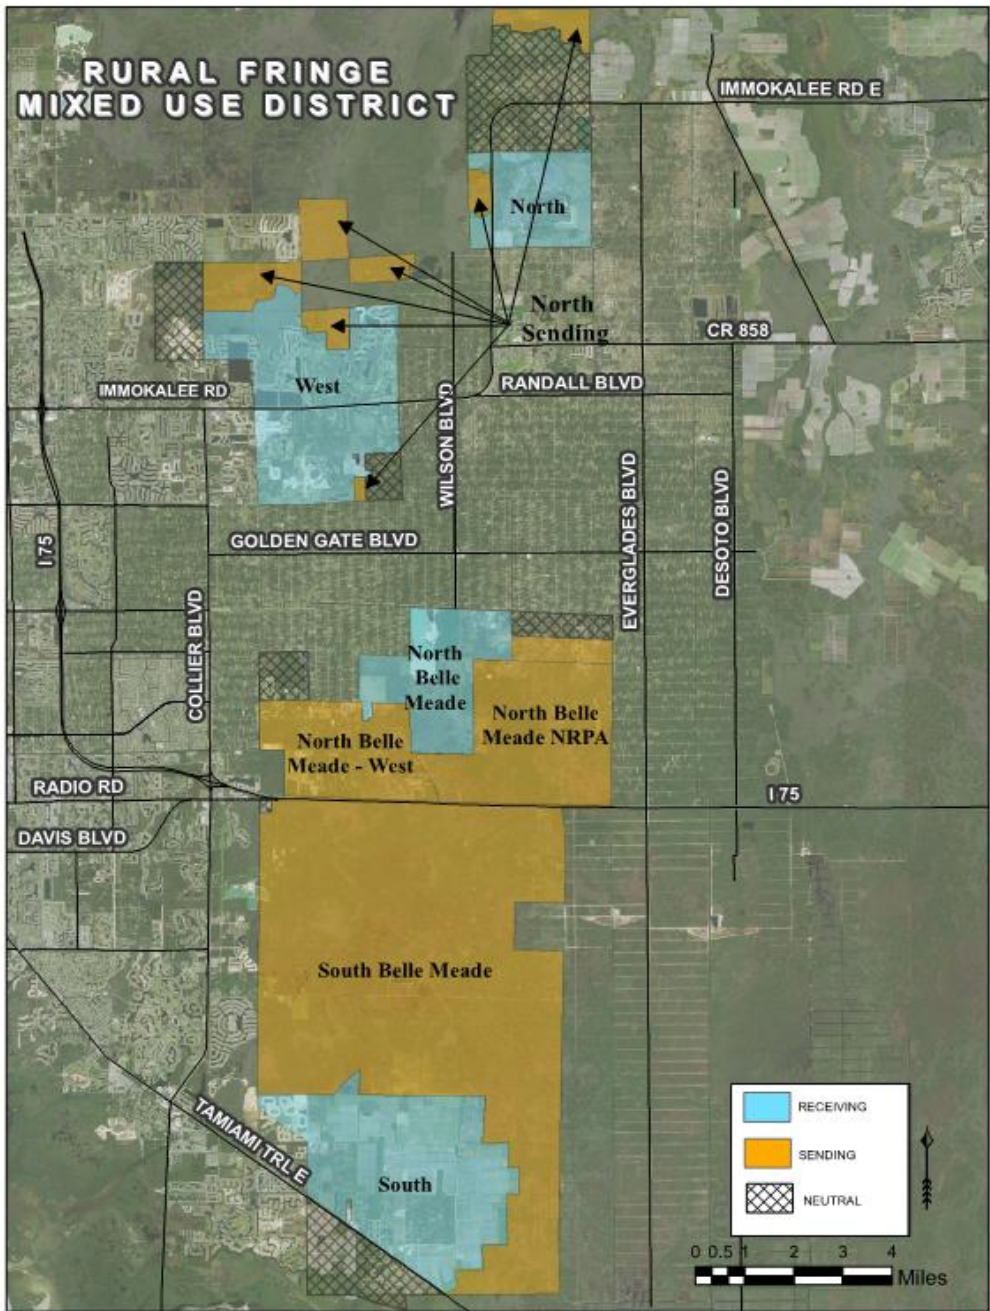 RURAL FRINGE
MIXED USE DISTRICT
IMMOKALEE RD E
North
North
Sending
CR 858
West
RANDALL BLVD
IMMOKALEE RD
WILSON BLVD
EVERGLADES BLVD
DESOTO BLVD
GOLDEN GATE BLVD
I 75
COLLIER BLVD
North
Belle
Meade
North Belle
Meade NRPA
North Belle
Meade - West
RADIO RD
I 75
DAVIS BLVD
South Belle Meade
TAMIAMI TRL E
South
RECEIVING
SENDING
NEUTRAL
0 0.5 1 2 3 4
Miles